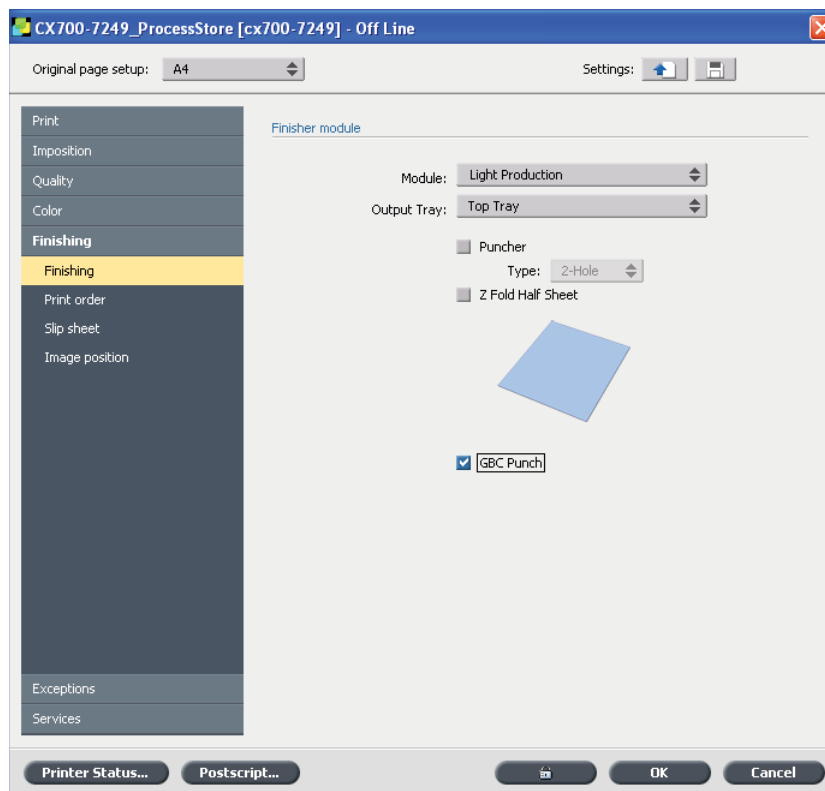 CX700-7249_ProcessStore [cx700-7249] - Off Line
Original page setup: A4
Settings:
Print
Imposition
Quality
Color
Finishing
Finishing
Print order
Slip sheet
Image position
Exceptions
Services
Finisher module
Module: Light Production
Output Tray: Top Tray
Puncher
Type: 2-Hole
Z Fold Half Sheet
GBC Punch
Printer Status... Postscript... OK Cancel